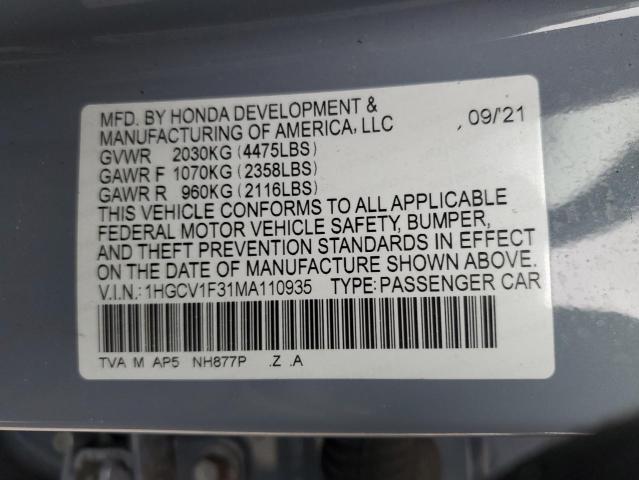 MFD. BY HONDA DEVELOPMENT &
MANUFACTURING OF AMERICA, LLC , 09/'21
GVWR 2030KG (4475LBS)
GAWR F 1070KG (2358LBS)
GAWR R 960KG (2116LBS)
THIS VEHICLE CONFORMS TO ALL APPLICABLE
FEDERAL MOTOR VEHICLE SAFETY, BUMPER,
AND THEFT PREVENTION STANDARDS IN EFFECT
ON THE DATE OF MANUFACTURE SHOWN ABOVE.
V.I.N.: 1HGCV1F31MA110935 TYPE: PASSENGER CAR
TVA M AP5 NH877P .Z .A